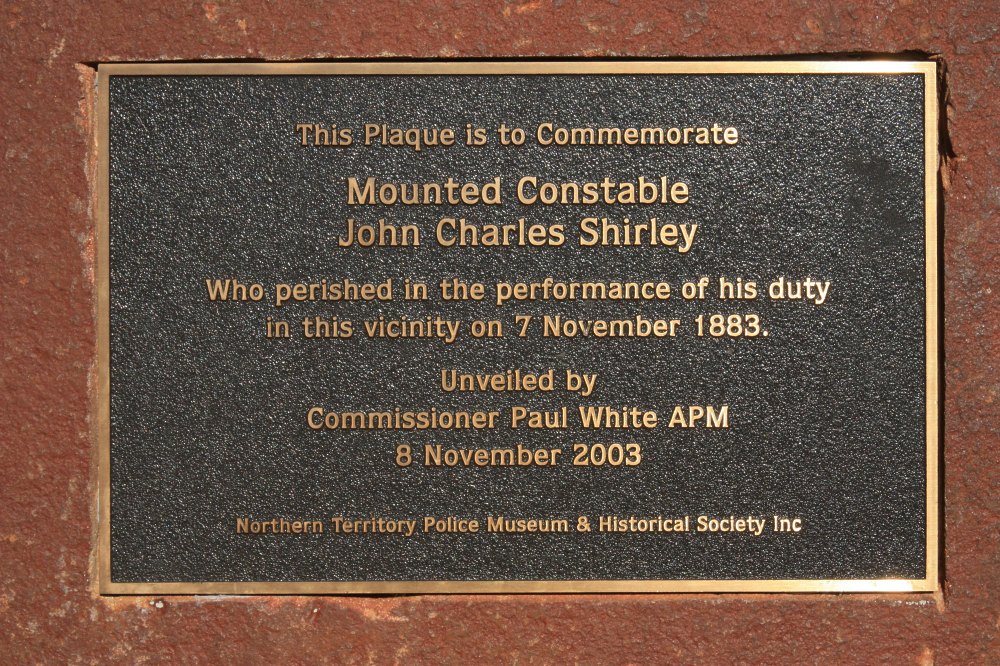 This Plaque is to Commemorate
Mounted Constable
John Charles Shirley
Who perished in the performance of his duty
in this vicinity on 7 November 1883.
Unveiled by
Commissioner Paul White APM
8 November 2003
Northern Territory Police Museum & Historical Society Inc